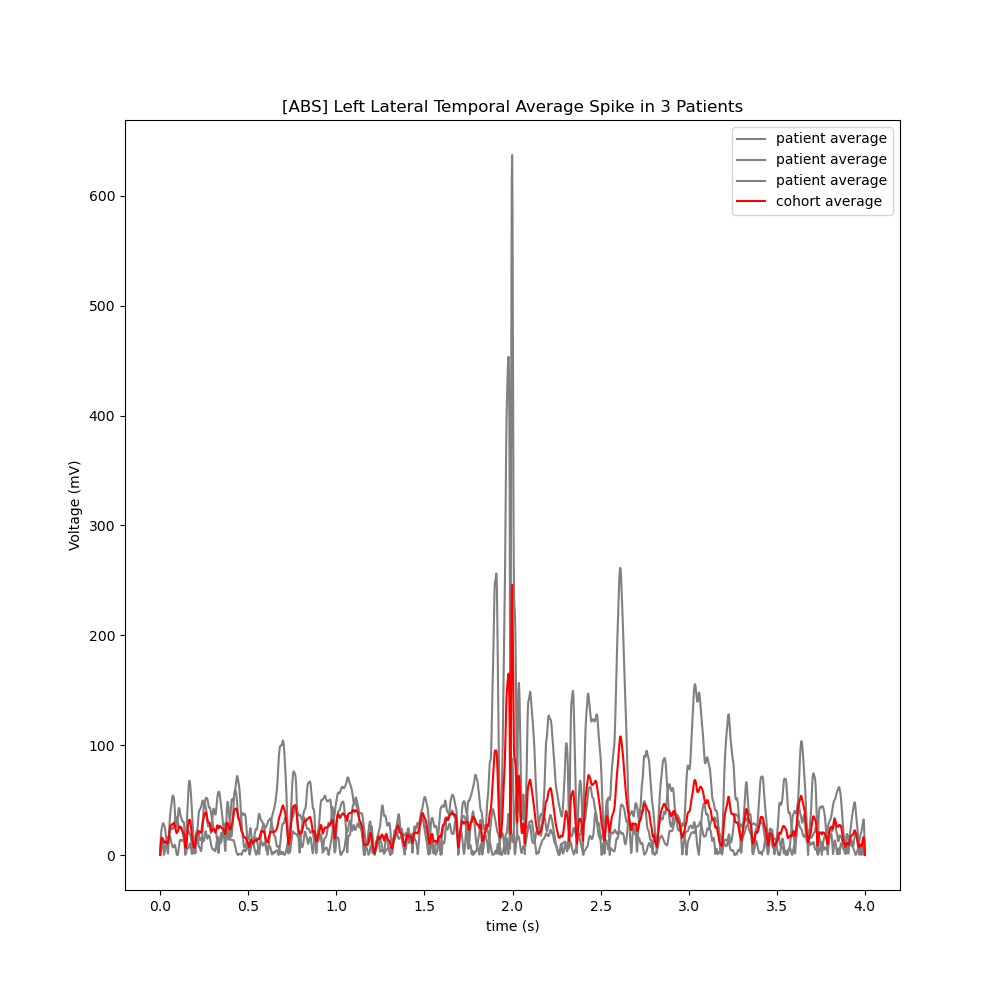 [ABS] Left Lateral Temporal Average Spike in 3 Patients
patient average
patient average
patient average
cohort average
600
500
400
300
200
100
0
Voltage (mV)
0.0 0.5 1.0 1.5 2.0 2.5 3.0 3.5 4.0
time (s)